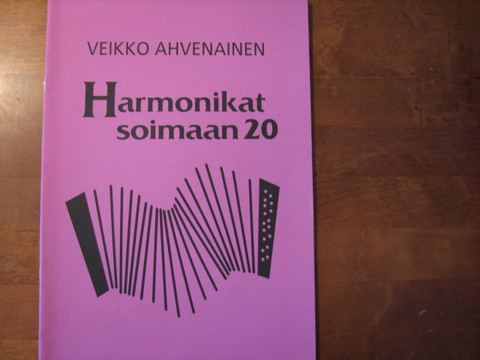 VEIKKO AHVENAINEN
Harmonikat
soimaan 20